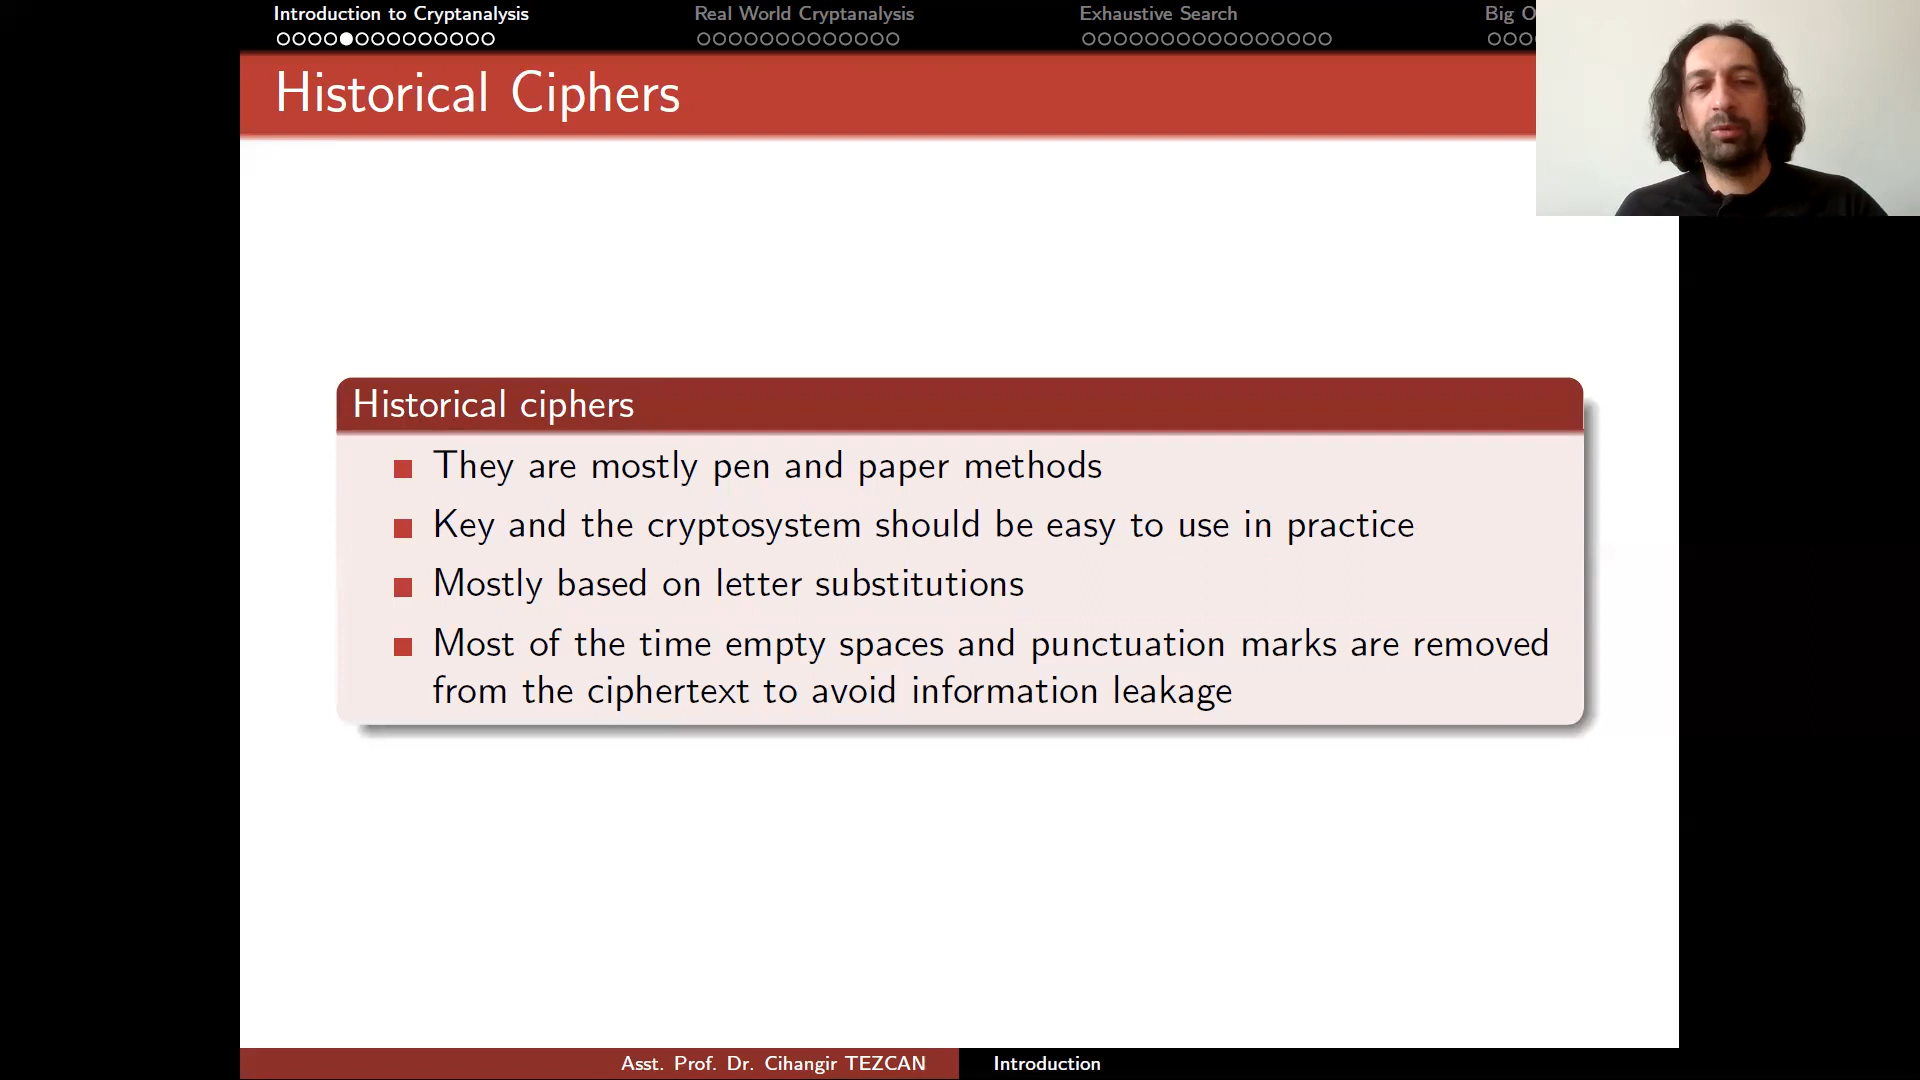 Introduction to Cryptanalysis
Real World Cryptanalysis
Exhaustive Search
Big O
Historical Ciphers
Historical ciphers
They are mostly pen and paper methods
Key and the cryptosystem should be easy to use in practice
Mostly based on letter substitutions
Most of the time empty spaces and punctuation marks are removed
from the ciphertext to avoid information leakage
Asst. Prof. Dr. Cihangir TEZCAN
Introduction